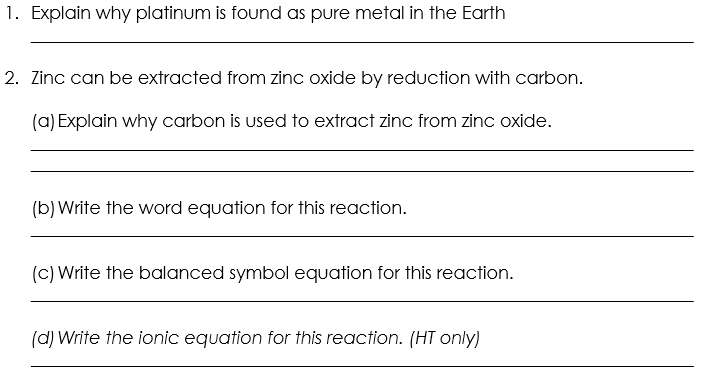 1. Explain why platinum is found as pure metal in the Earth
2. Zinc can be extracted from zinc oxide by reduction with carbon.
(a) Explain why carbon is used to extract zinc from zinc oxide.
(b) Write the word equation for this reaction.
(c) Write the balanced symbol equation for this reaction.
(d) Write the ionic equation for this reaction. (HT only)